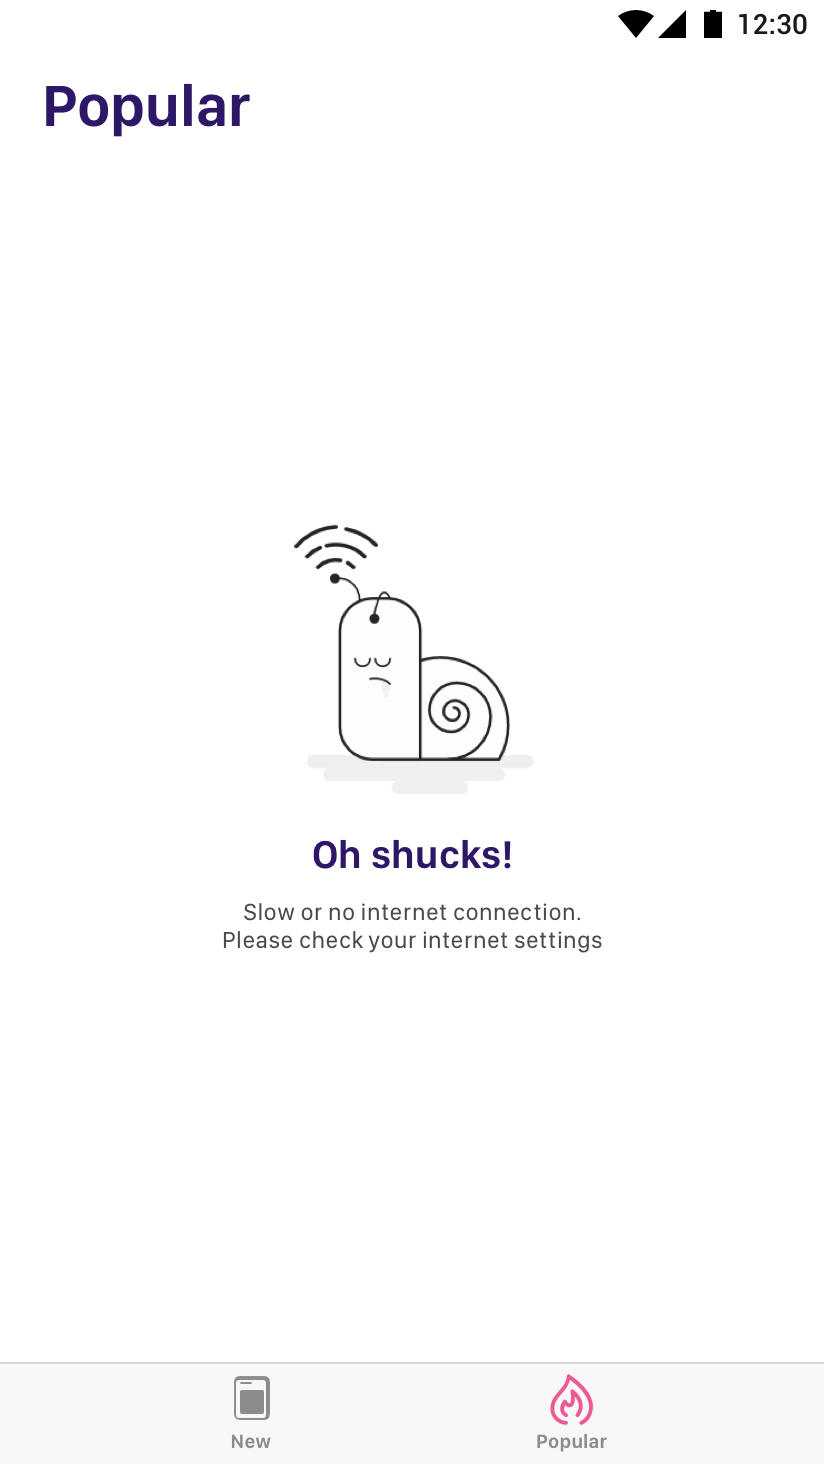 12:30
Popular
Oh shucks!
Slow or no internet connection.
Please check your internet settings
New
Popular